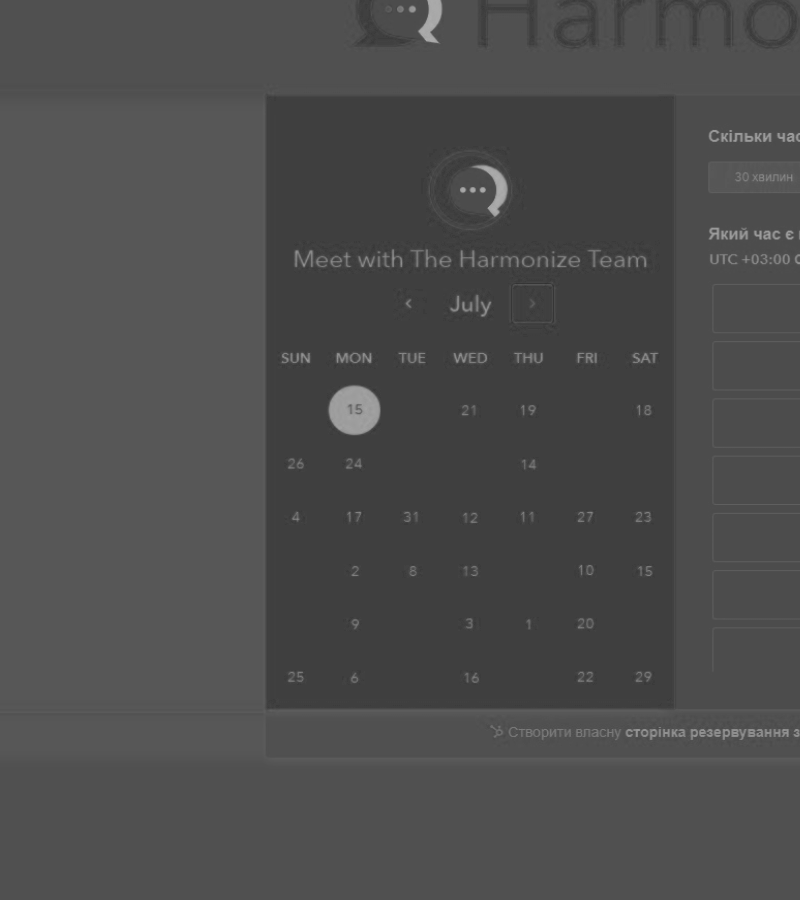 Harmo
Meet with The Harmonize Team
July
SUN MON TUE WED THU FRI SAT
15 21 19 18
26 24 14
4 17 31 12 11 27 23
2 8 13 10 15
9 3 1 20
25 6 16 22 29
Скільки час
30 хвилин
Який час є
UTC +03:00
Створити власну сторінка резервування з